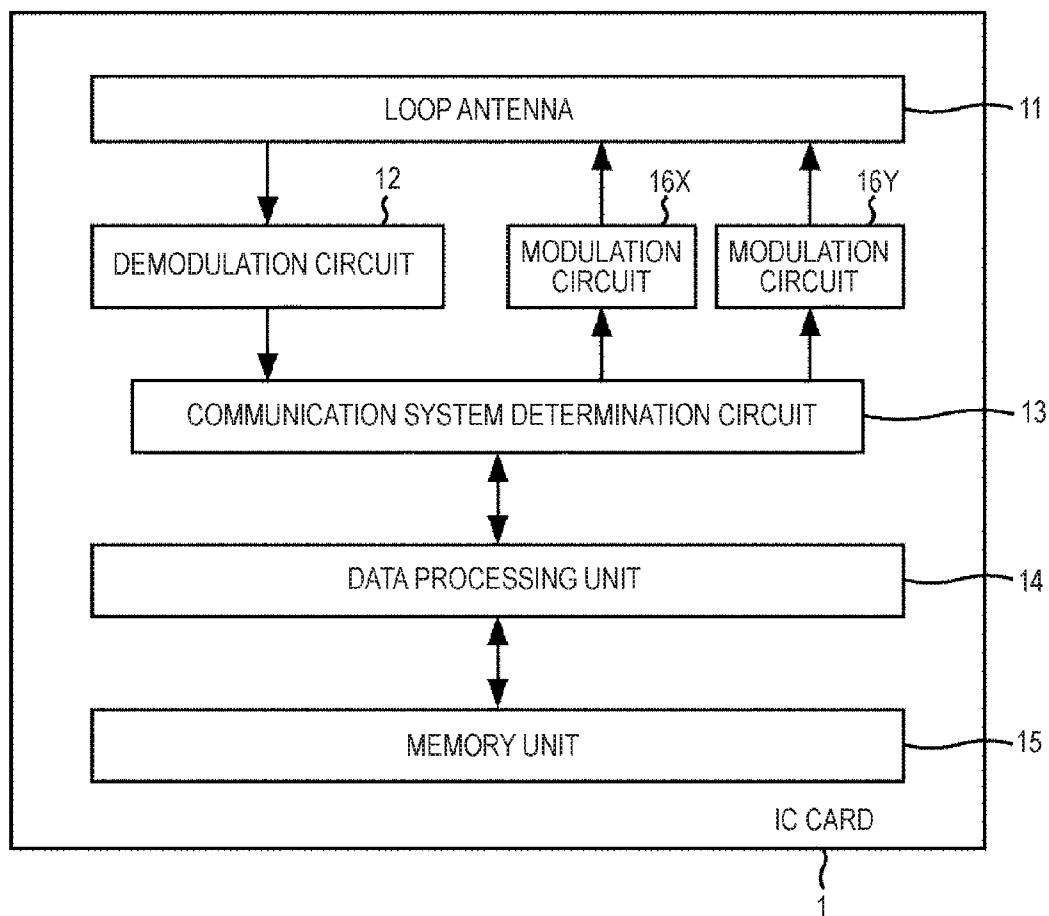 LOOP ANTENNA
11
12
16X
16Y
DEMODULATION CIRCUIT
MODULATION
CIRCUIT
MODULATION
CIRCUIT
COMMUNICATION SYSTEM DETERMINATION CIRCUIT
13
DATA PROCESSING UNIT
14
MEMORY UNIT
15
IC CARD
1